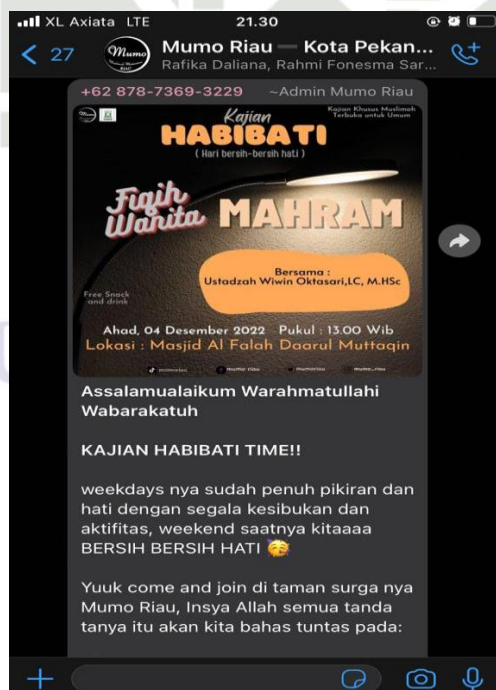 XL Axiata LTE 21.30
27 Mumo Mumo Riau — Kota Pekan...
Rafika Daliana, Rahmi Fonesma Sar...
+62 878-7369-3229 ~Admin Mumo Riau
Kajian Khusus Muslimah
Terbuka untuk Umum
Kajian
HABIBATI
( Hari bersih-bersih hati )
Fiqih
Wanita
MAHRAM
Bersama :
Ustadzah Wiwin Oktasari,LC, M.HSc
Free Snack
and drink
Ahad, 04 Desember 2022 Pukul : 13.00 Wib
Lokasi : Masjid Al Falah Daarul Muttaqin
Assalamualaikum Warahmatullahi
Wabarakatuh
KAJIAN HABIBATI TIME!!
weekdays nya sudah penuh pikiran dan
hati dengan segala kesibukan dan
aktifitas, weekend saatnya kitaaaa
BERSIH BERSIH HATI 🥳
Yuuk come and join di taman surga nya
Mumo Riau, Insya Allah semua tanda
tanya itu akan kita bahas tuntas pada: